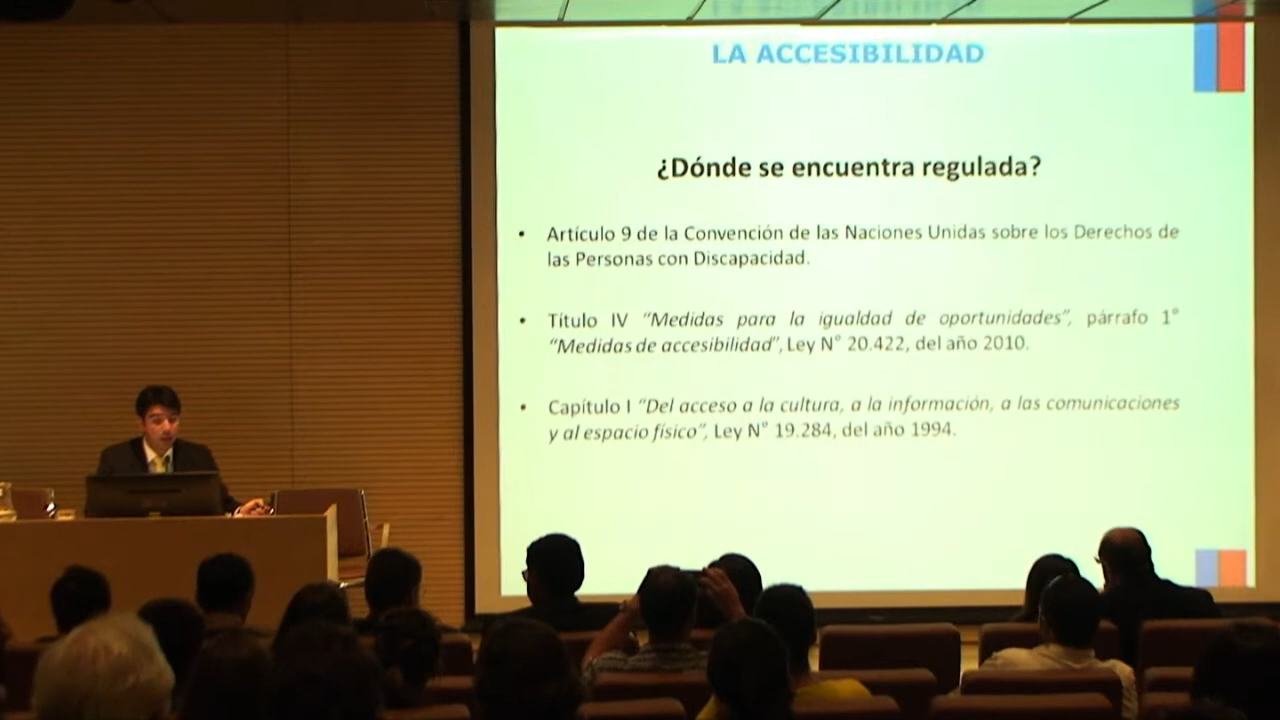 LA ACCESIBILIDAD
¿Dónde se encuentra regulada?
• Artículo 9 de la Convención de las Naciones Unidas sobre los Derechos de
las Personas con Discapacidad.
• Título IV “Medidas para la igualdad de oportunidades”, párrafo 1°
“Medidas de accesibilidad”, Ley N° 20.422, del año 2010.
• Capítulo I “Del acceso a la cultura, a la información, a las comunicaciones
y al espacio físico”, Ley N° 19.284, del año 1994.